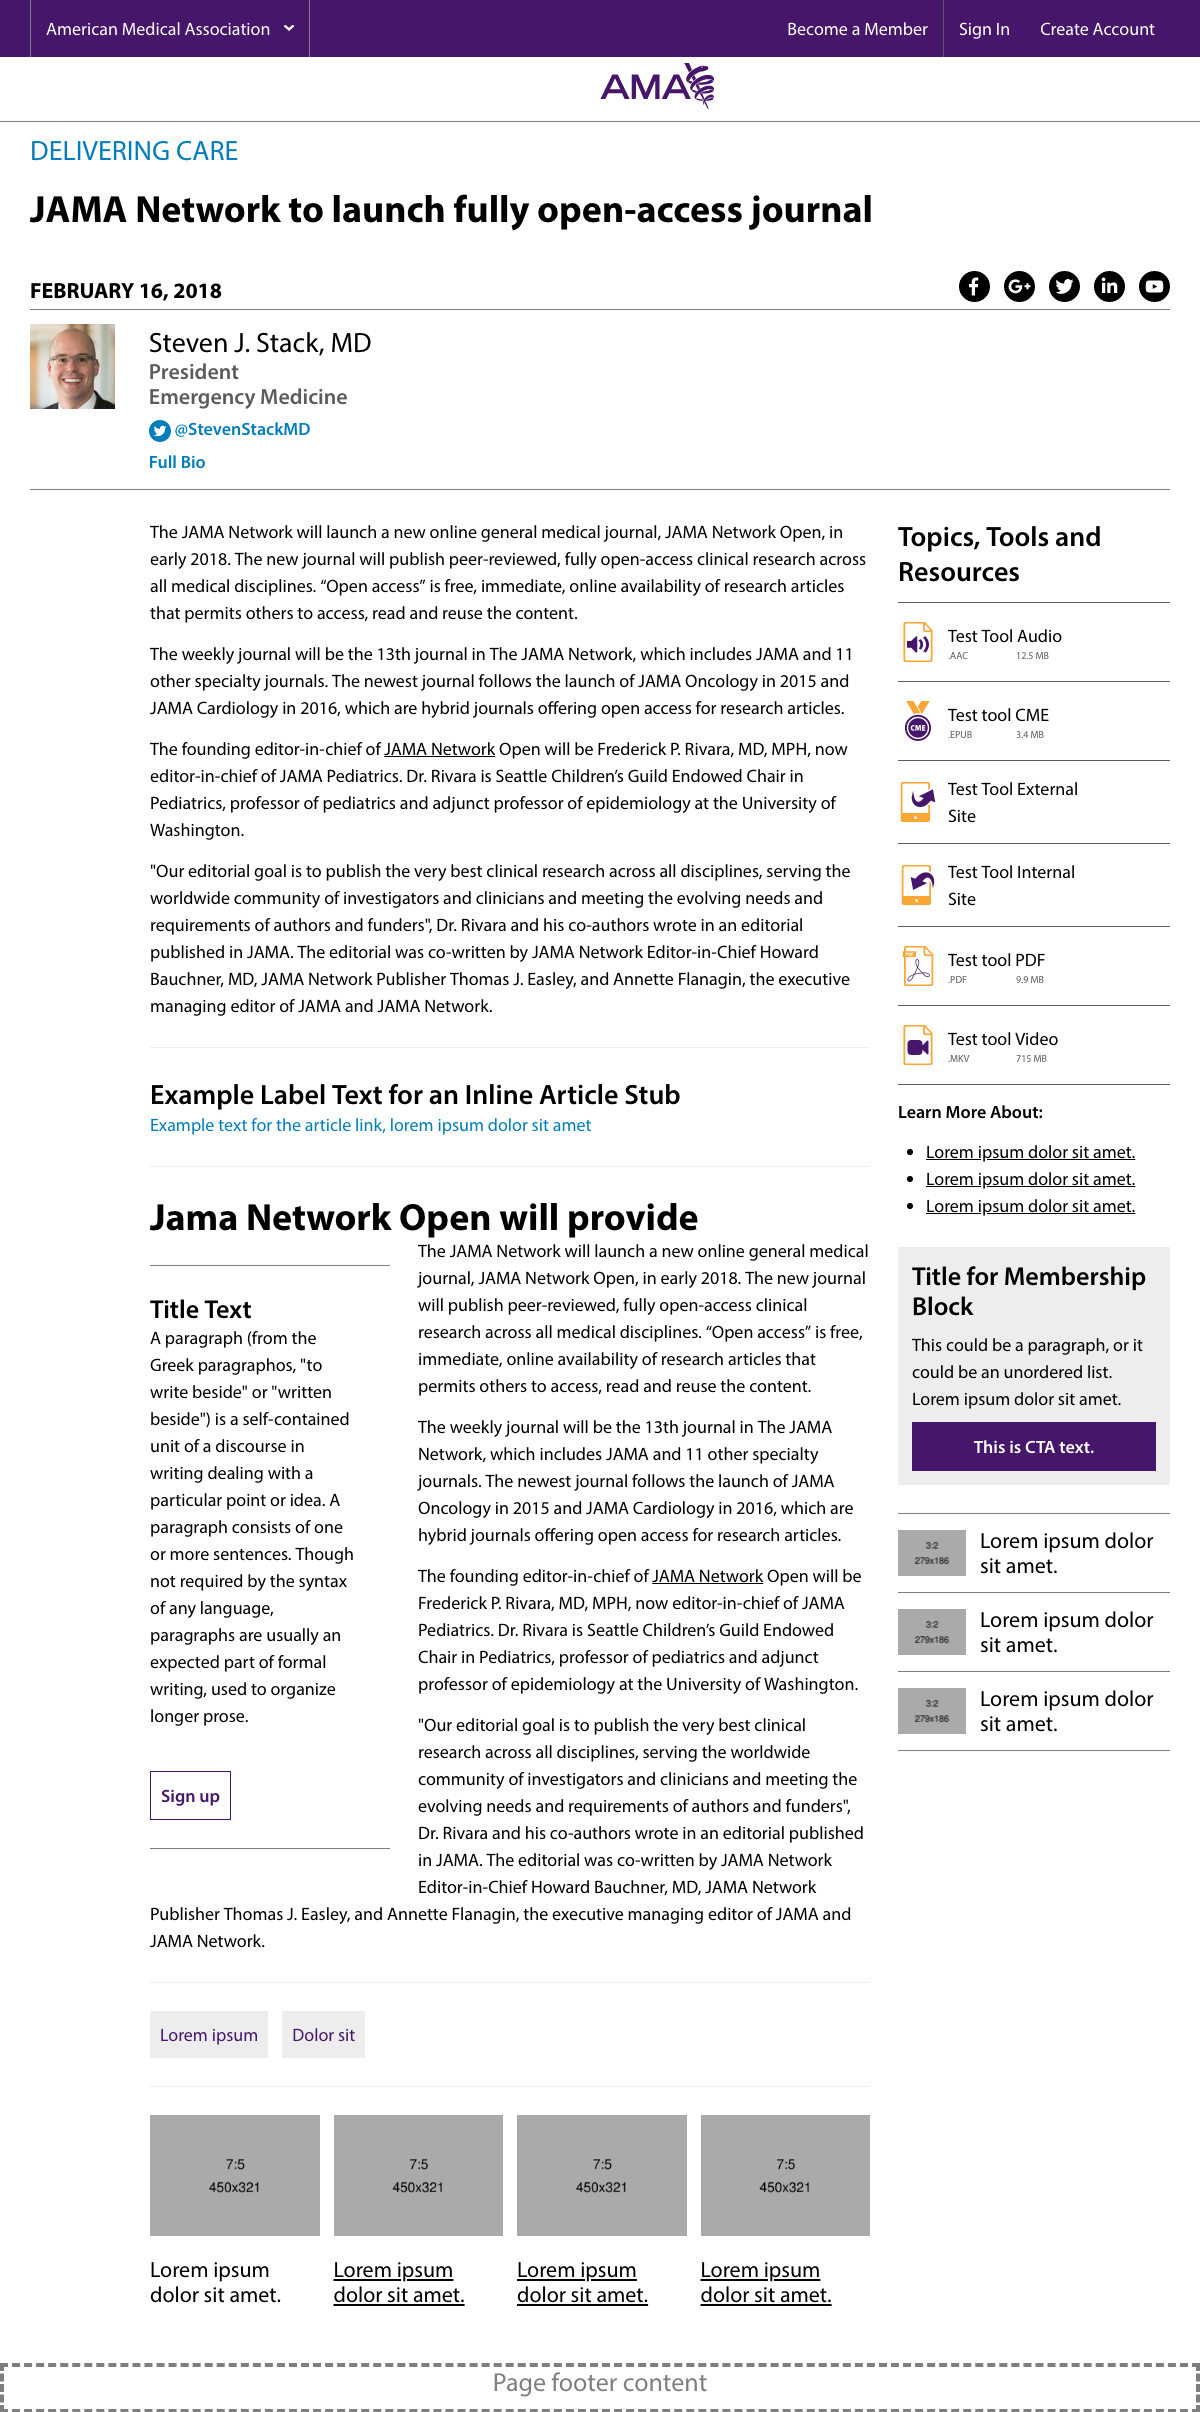 American Medical Association
Become a Member
Sign In
Create Account
AMA
DELIVERING CARE
JAMA Network to launch fully open-access journal
FEBRUARY 16, 2018
Steven J. Stack, MD
President
Emergency Medicine
@StevenStackMD
Full Bio
The JAMA Network will launch a new online general medical journal, JAMA Network Open, in
early 2018. The new journal will publish peer-reviewed, fully open-access clinical research across
all medical disciplines. “Open access” is free, immediate, online availability of research articles
that permits others to access, read and reuse the content.
The weekly journal will be the 13th journal in The JAMA Network, which includes JAMA and 11
other specialty journals. The newest journal follows the launch of JAMA Oncology in 2015 and
JAMA Cardiology in 2016, which are hybrid journals offering open access for research articles.
The founding editor-in-chief of JAMA Network Open will be Frederick P. Rivara, MD, MPH, now
editor-in-chief of JAMA Pediatrics. Dr. Rivara is Seattle Children’s Guild Endowed Chair in
Pediatrics, professor of pediatrics and adjunct professor of epidemiology at the University of
Washington.
"Our editorial goal is to publish the very best clinical research across all disciplines, serving the
worldwide community of investigators and clinicians and meeting the evolving needs and
requirements of authors and funders", Dr. Rivara and his co-authors wrote in an editorial
published in JAMA. The editorial was co-written by JAMA Network Editor-in-Chief Howard
Bauchner, MD, JAMA Network Publisher Thomas J. Easley, and Annette Flanagin, the executive
managing editor of JAMA and JAMA Network.
Example Label Text for an Inline Article Stub
Example text for the article link, lorem ipsum dolor sit amet
Jama Network Open will provide
Title Text
A paragraph (from the
Greek paragraphos, "to
write beside" or "written
beside") is a self-contained
unit of a discourse in
writing dealing with a
particular point or idea. A
paragraph consists of one
or more sentences. Though
not required by the syntax
of any language,
paragraphs are usually an
expected part of formal
writing, used to organize
longer prose.
Sign up
The JAMA Network will launch a new online general medical
journal, JAMA Network Open, in early 2018. The new journal
will publish peer-reviewed, fully open-access clinical
research across all medical disciplines. “Open access” is free,
immediate, online availability of research articles that
permits others to access, read and reuse the content.
The weekly journal will be the 13th journal in The JAMA
Network, which includes JAMA and 11 other specialty
journals. The newest journal follows the launch of JAMA
Oncology in 2015 and JAMA Cardiology in 2016, which are
hybrid journals offering open access for research articles.
The founding editor-in-chief of JAMA Network Open will be
Frederick P. Rivara, MD, MPH, now editor-in-chief of JAMA
Pediatrics. Dr. Rivara is Seattle Children’s Guild Endowed
Chair in Pediatrics, professor of pediatrics and adjunct
professor of epidemiology at the University of Washington.
"Our editorial goal is to publish the very best clinical
research across all disciplines, serving the worldwide
community of investigators and clinicians and meeting the
evolving needs and requirements of authors and funders",
Dr. Rivara and his co-authors wrote in an editorial published
in JAMA. The editorial was co-written by JAMA Network
Editor-in-Chief Howard Bauchner, MD, JAMA Network
Publisher Thomas J. Easley, and Annette Flanagin, the executive managing editor of JAMA and
JAMA Network.
Lorem ipsum
Dolor sit
7:5
450x321
Lorem ipsum
dolor sit amet.
7:5
450x321
Lorem ipsum
dolor sit amet.
7:5
450x321
Lorem ipsum
dolor sit amet.
7:5
450x321
Lorem ipsum
dolor sit amet.
Topics, Tools and
Resources
Test Tool Audio
.AAC 12.5 MB
CME
Test tool CME
.EPUB 3.4 MB
Test Tool External
Site
Test Tool Internal
Site
PDF
Test tool PDF
.PDF 9.9 MB
Test tool Video
.MKV 715 MB
Learn More About:
Lorem ipsum dolor sit amet.
Lorem ipsum dolor sit amet.
Lorem ipsum dolor sit amet.
Title for Membership
Block
This could be a paragraph, or it
could be an unordered list.
Lorem ipsum dolor sit amet.
This is CTA text.
3:2
279x186
Lorem ipsum dolor
sit amet.
3:2
279x186
Lorem ipsum dolor
sit amet.
3:2
279x186
Lorem ipsum dolor
sit amet.
Page footer content